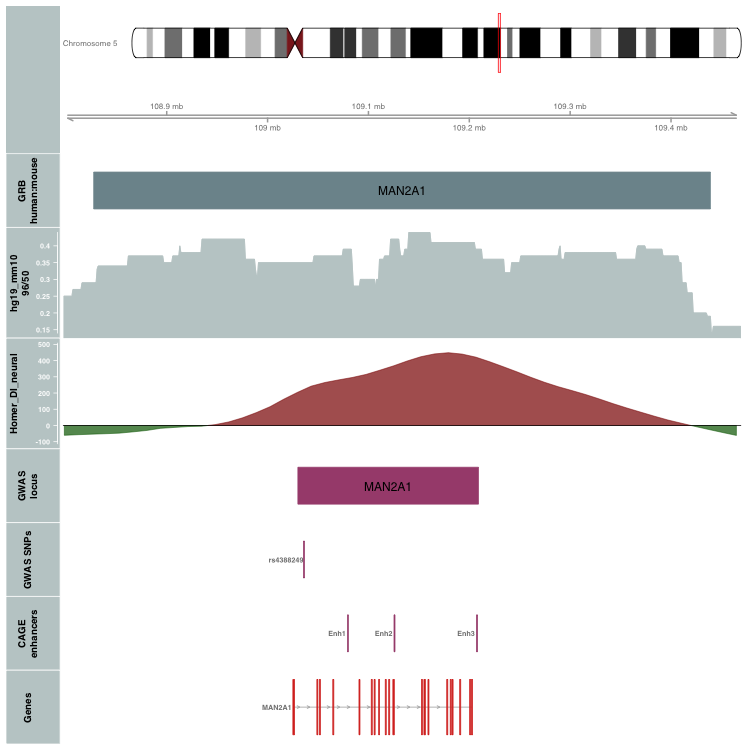 Chromosome 5
108.9 mb
109.1 mb
109.3 mb
109 mb
109.2 mb
109.4 mb
GRB
human:mouse
MAN2A1
hg19_mm10
96/50
0.4
0.35
0.3
0.25
0.2
0.15
Homer_DI_neural
500
400
300
200
100
0
-100
GWAS
locus
MAN2A1
GWAS SNPs
rs4388249
CAGE
enhancers
Enh1
Enh2
Enh3
Genes
MAN2A1